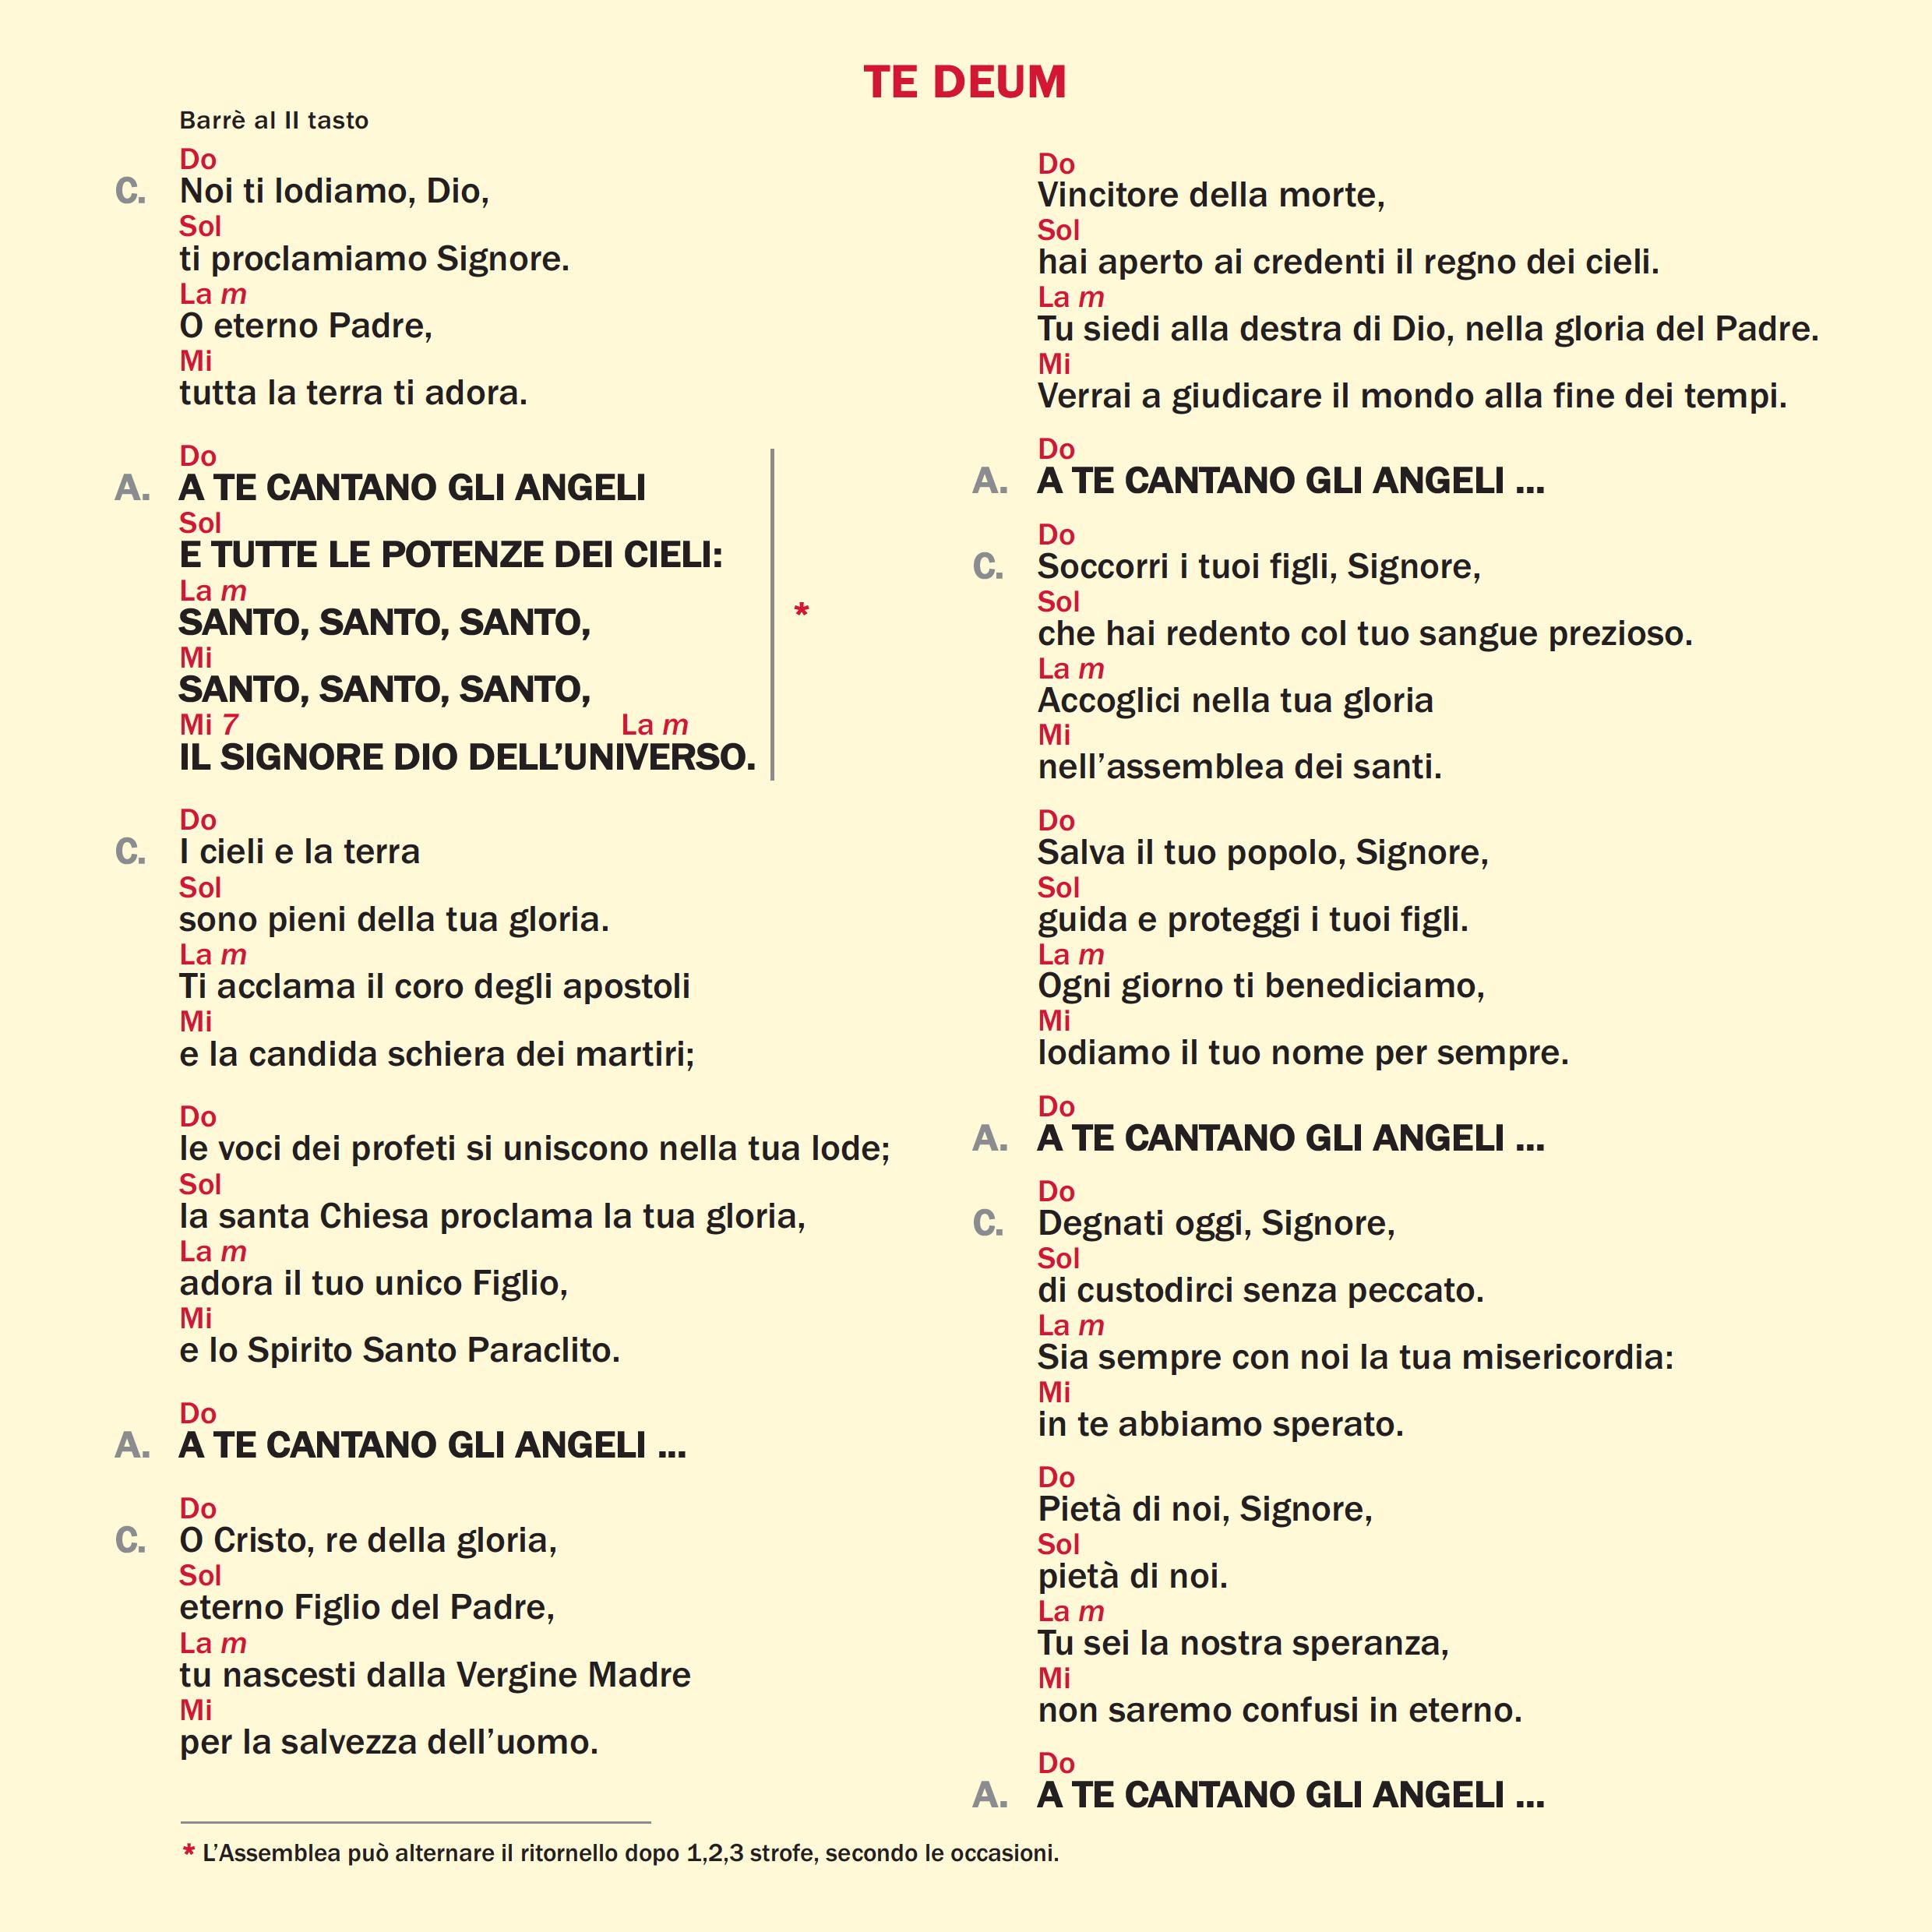 TE DEUM
Barrè al II tasto
Do
C. Noi ti lodiamo, Dio,
Sol
ti proclamiamo Signore.
La m
O eterno Padre,
Mi
tutta la terra ti adora.
Do
A. A TE CANTANO GLI ANGELI
Sol
E TUTTE LE POTENZE DEI CIELI:
La m
SANTO, SANTO, SANTO,
*
Mi
SANTO, SANTO, SANTO,
Mi 7 La m
IL SIGNORE DIO DELL’UNIVERSO.
Do
C. I cieli e la terra
Sol
sono pieni della tua gloria.
La m
Ti acclama il coro degli apostoli
Mi
e la candida schiera dei martiri;
Do
le voci dei profeti si uniscono nella tua lode;
Sol
la santa Chiesa proclama la tua gloria,
La m
adora il tuo unico Figlio,
Mi
e lo Spirito Santo Paraclito.
Do
A. A TE CANTANO GLI ANGELI ...
Do
C. O Cristo, re della gloria,
Sol
eterno Figlio del Padre,
La m
tu nascesti dalla Vergine Madre
Mi
per la salvezza dell’uomo.
Do
Vincitore della morte,
Sol
hai aperto ai credenti il regno dei cieli.
La m
Tu siedi alla destra di Dio, nella gloria del Padre.
Mi
Verrai a giudicare il mondo alla fine dei tempi.
Do
A. A TE CANTANO GLI ANGELI ...
Do
C. Soccorri i tuoi figli, Signore,
Sol
che hai redento col tuo sangue prezioso.
La m
Accoglici nella tua gloria
Mi
nell’assemblea dei santi.
Do
Salva il tuo popolo, Signore,
Sol
guida e proteggi i tuoi figli.
La m
Ogni giorno ti benediciamo,
Mi
lodiamo il tuo nome per sempre.
Do
A. A TE CANTANO GLI ANGELI ...
Do
C. Degnati oggi, Signore,
Sol
di custodirci senza peccato.
La m
Sia sempre con noi la tua misericordia:
Mi
in te abbiamo sperato.
Do
Pietà di noi, Signore,
Sol
pietà di noi.
La m
Tu sei la nostra speranza,
Mi
non saremo confusi in eterno.
Do
A. A TE CANTANO GLI ANGELI ...
* L’Assemblea può alternare il ritornello dopo 1,2,3 strofe, secondo le occasioni.